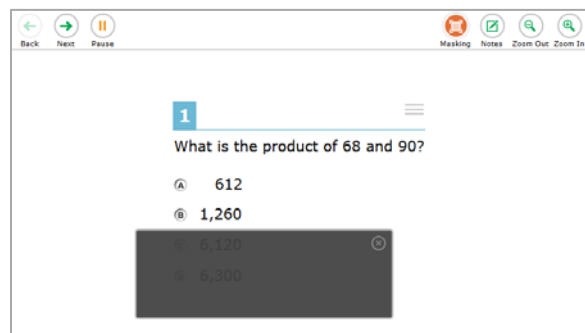 Back Next Pause Masking Notes Zoom Out Zoom In
1
What is the product of 68 and 90?
A 612
B 1,260
C 6,120
D 6,300